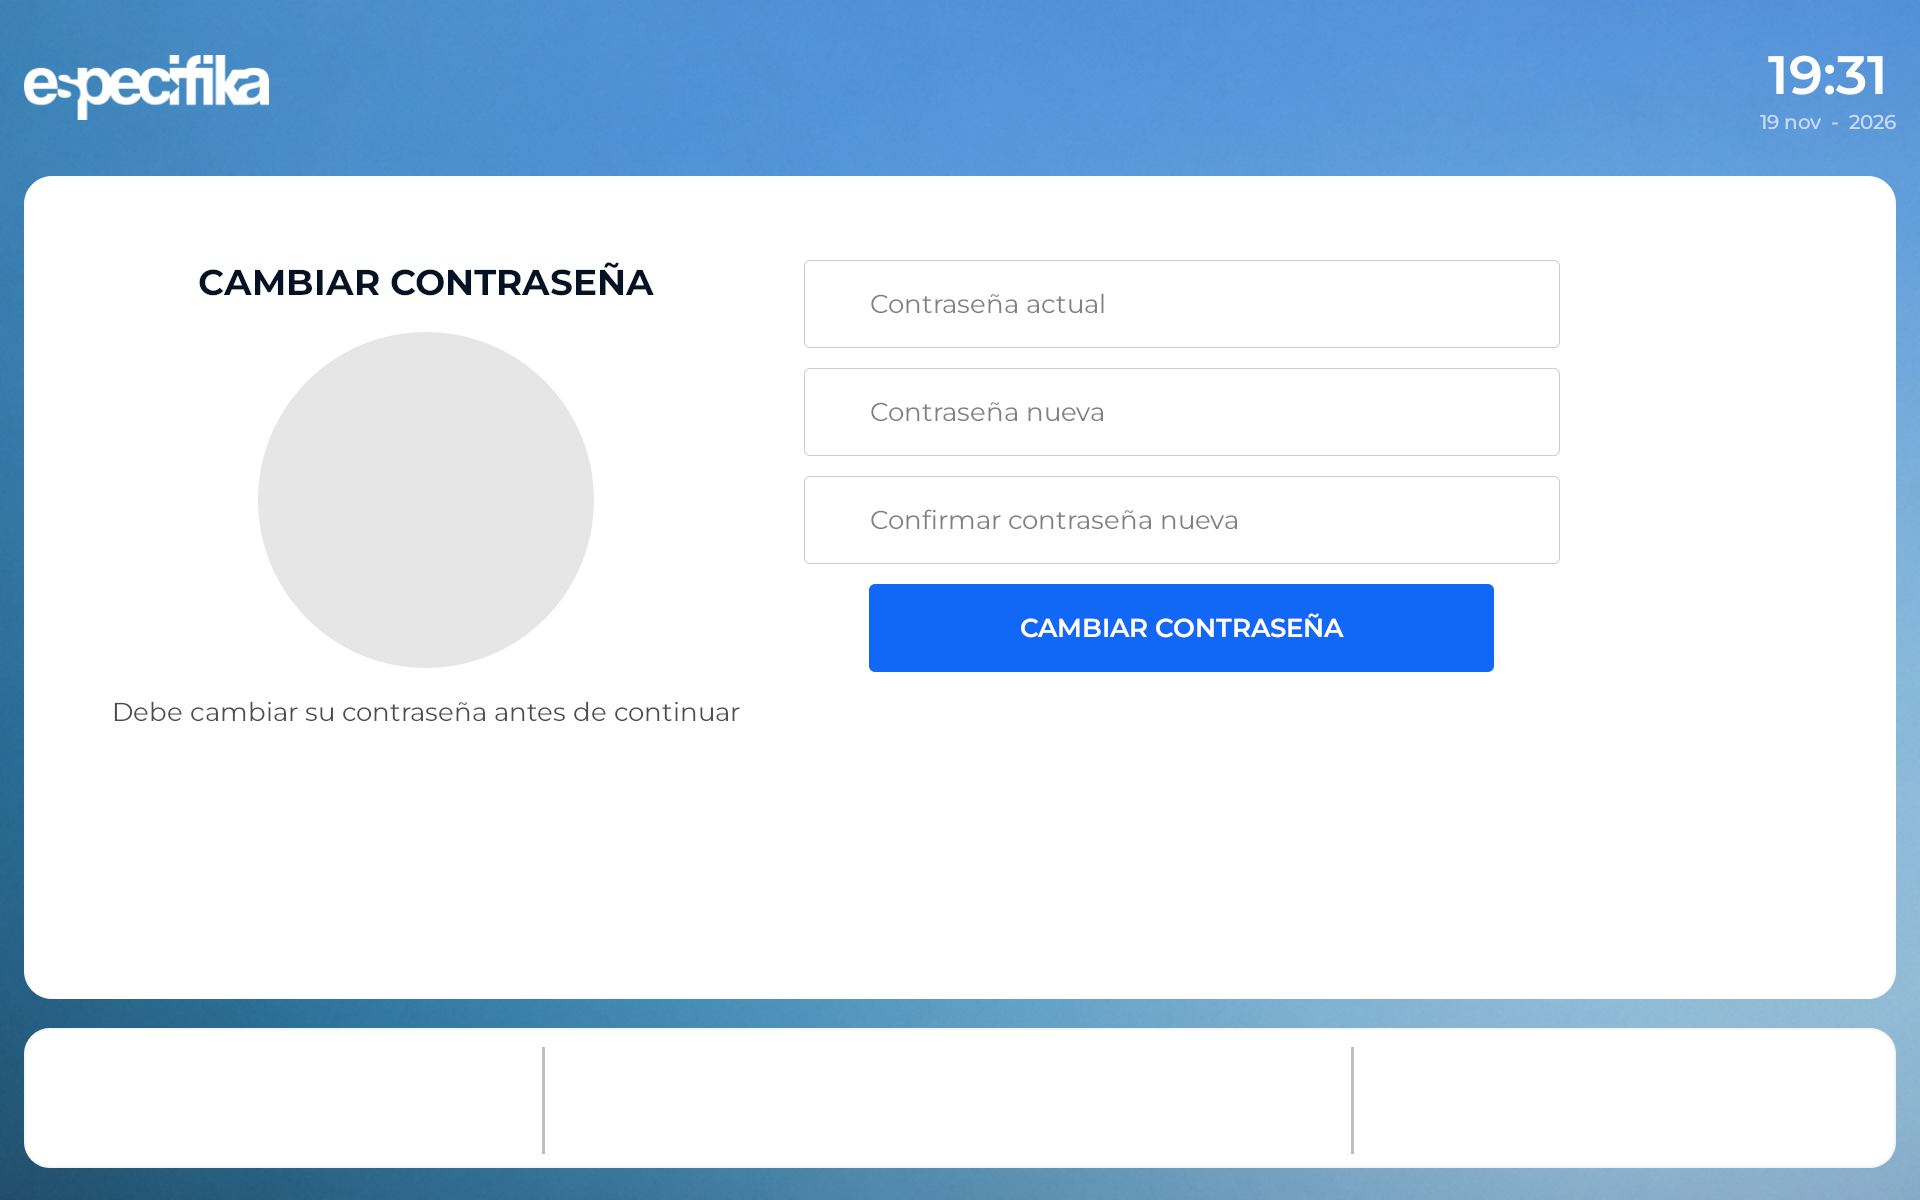 especifika
19:31
19 nov - 2026
CAMBIAR CONTRASEÑA
Debe cambiar su contraseña antes de continuar
Contraseña actual
Contraseña nueva
Confirmar contraseña nueva
CAMBIAR CONTRASEÑA